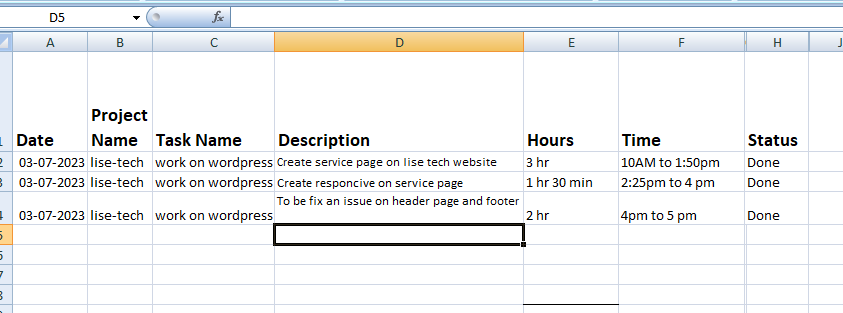 D5 fx
A B C D E F H J
Project
1 Date Name Task Name Description Hours Time Status
2 03-07-2023 lise-tech work on wordpress Create service page on lise tech website 3 hr 10AM to 1:50pm Done
3 03-07-2023 lise-tech work on wordpress Create responcive on service page 1 hr 30 min 2:25pm to 4 pm Done
To be fix an issue on header page and footer
4 03-07-2023 lise-tech work on wordpress 2 hr 4pm to 5 pm Done
5
6
7
8